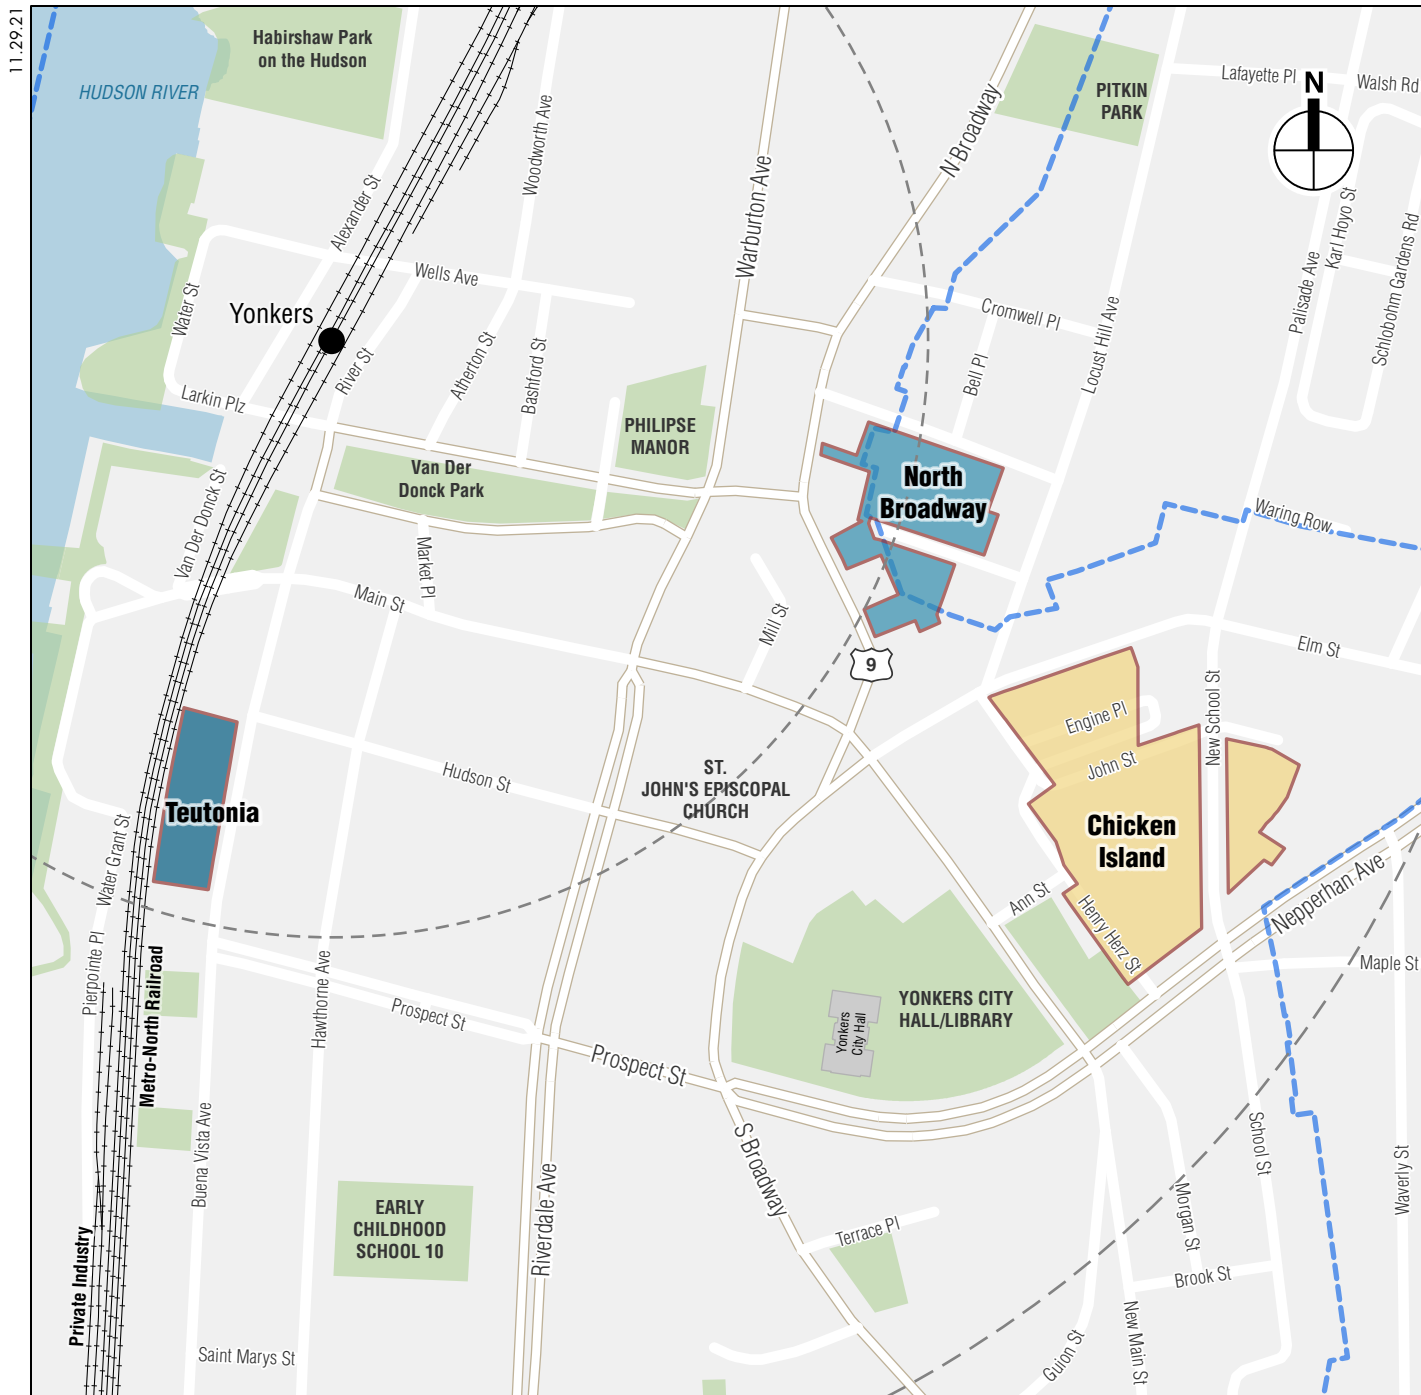 11.29.21
Habirshaw Park
on the Hudson
HUDSON RIVER
PITKIN
PARK
Lafayette Pl
Walsh Rd
N
Woodworth Ave
N Broadway
Warburton Ave
Alexander St
Karl Hoyo St
Schlobohm Gardens Rd
Palisade Ave
Wells Ave
Water St
Yonkers
Cromwell Pl
Locust Hill Ave
River St
Atherton St
Bashford St
Bell Pl
Larkin Plz
PHILIPSE
MANOR
Van Der
Donck Park
North
Broadway
Van Der Donck St
Waring Row
Market Pl
Main St
Mill St
9
Elm St
New School St
Engine Pl
John St
Hudson St
ST.
JOHN'S EPISCOPAL
CHURCH
Teutonia
Chicken
Island
Water Grant St
Nepperhan Ave
Ann St
Henry Herz St
Pierpointe Pl
Metro-North Railroad
Hawthorne Ave
Maple St
YONKERS CITY
HALL/LIBRARY
Yonkers
City Hall
Prospect St
Prospect St
Buena Vista Ave
S Broadway
School St
Waverly St
Riverdale Ave
Morgan St
EARLY
CHILDHOOD
SCHOOL 10
Terrace Pl
Private Industry
Brook St
New Main St
Guion St
Saint Marys St